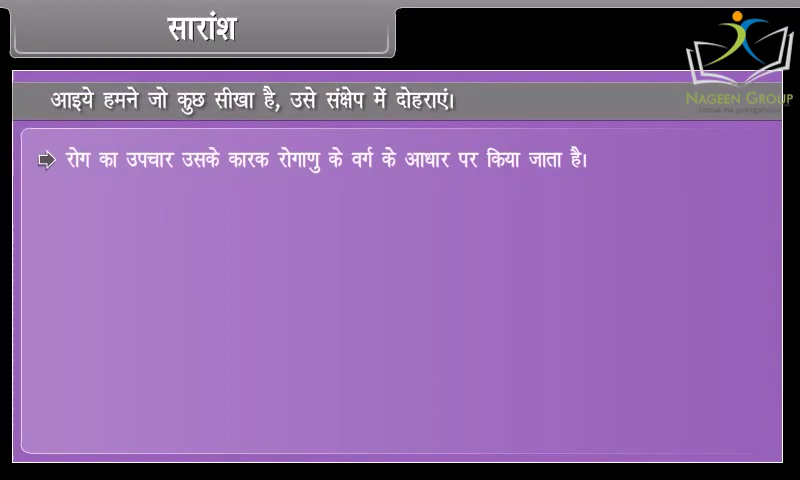 सारांश
NAGEEN GROUP
आइये हमने जो कुछ सीखा है, उसे संक्षेप में दोहराएं।
रोग का उपचार उसके कारक रोगाणु के वर्ग के आधार पर किया जाता है।